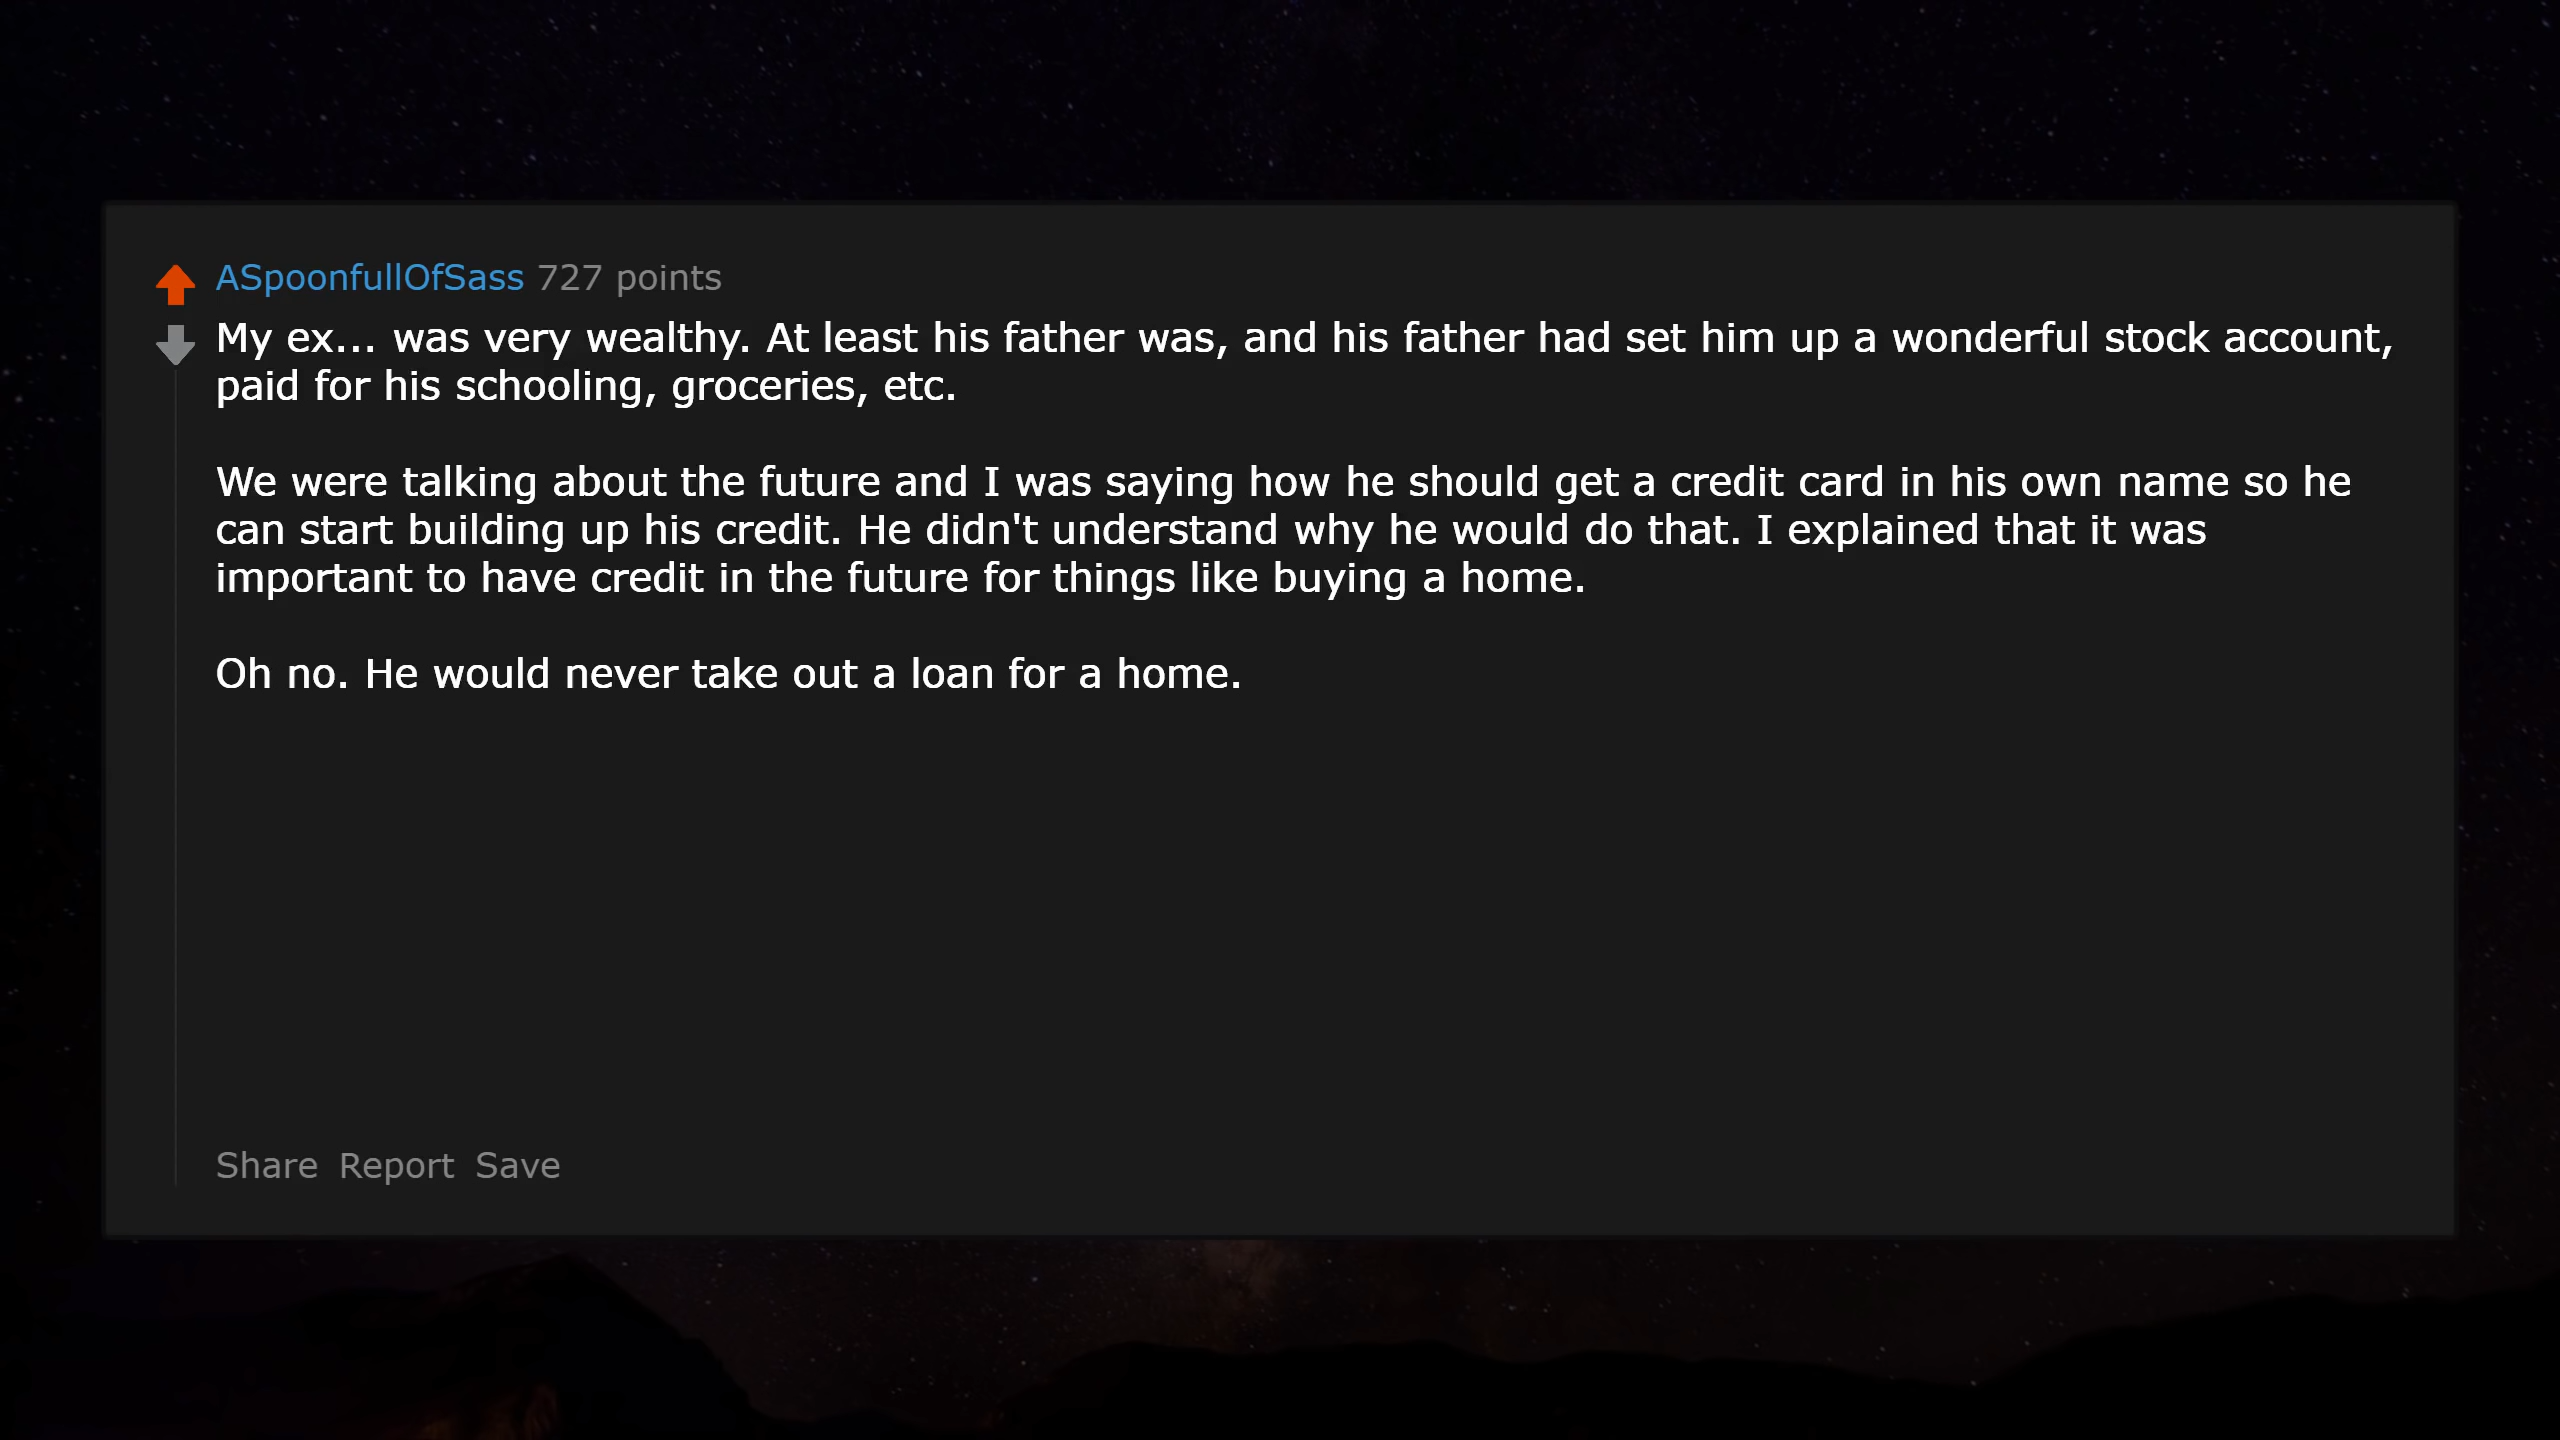 ASpoonfullOfSass 727 points
My ex... was very wealthy. At least his father was, and his father had set him up a wonderful stock account,
paid for his schooling, groceries, etc.
We were talking about the future and I was saying how he should get a credit card in his own name so he
can start building up his credit. He didn't understand why he would do that. I explained that it was
important to have credit in the future for things like buying a home.
Oh no. He would never take out a loan for a home.
Share Report Save